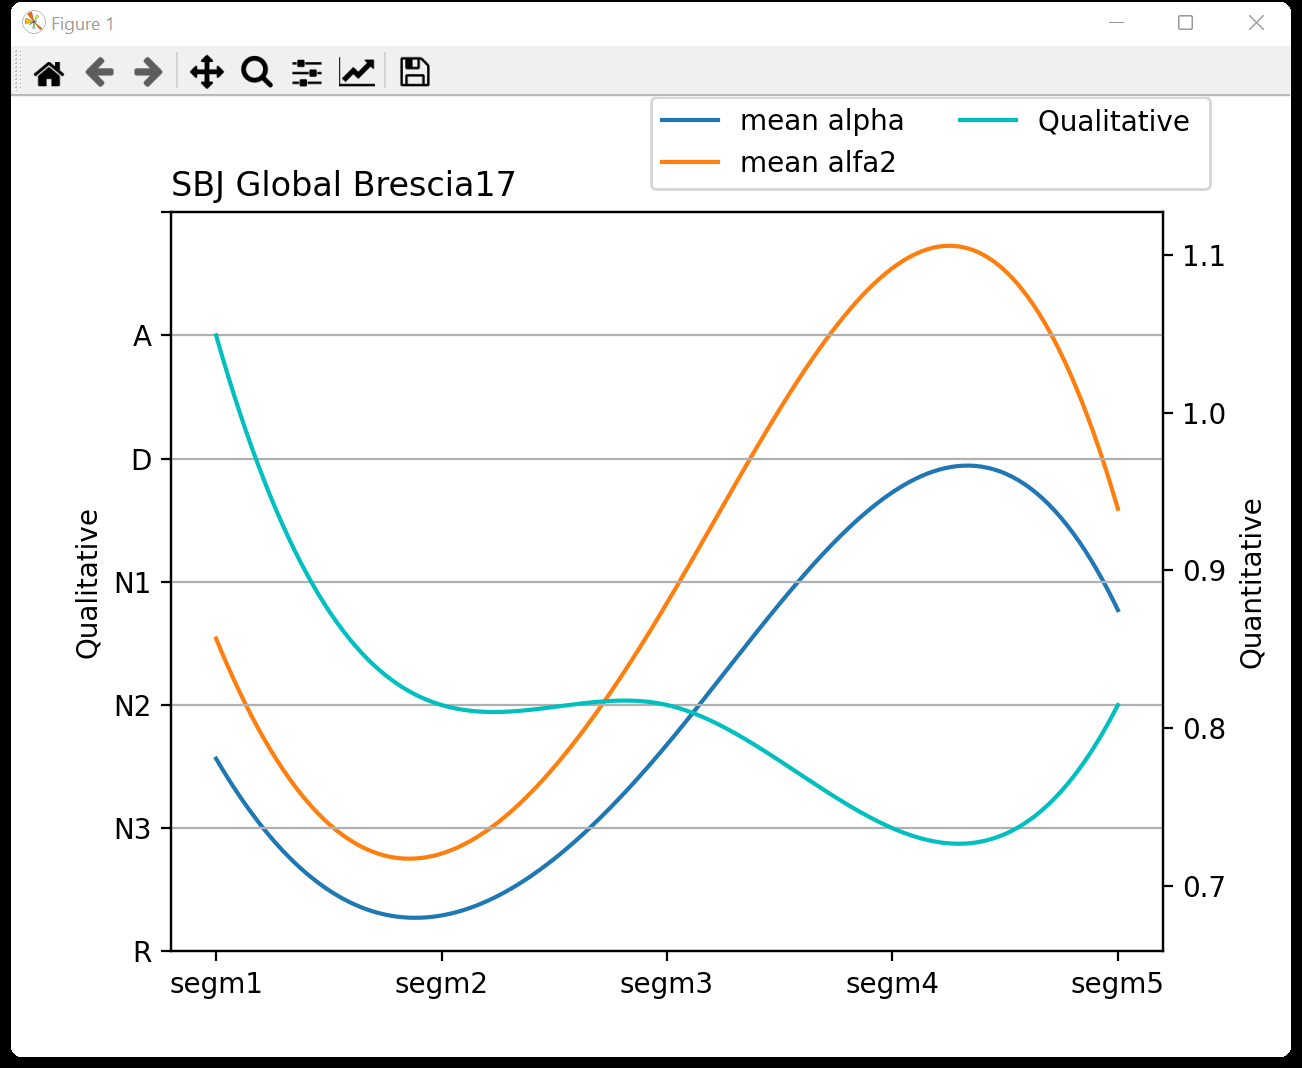 Figure 1
mean alpha
mean alfa2
Qualitative
SBJ Global Brescia17
A
D
N1
N2
N3
R
Qualitative
1.1
1.0
0.9
0.8
0.7
Quantitative
segm1
segm2
segm3
segm4
segm5